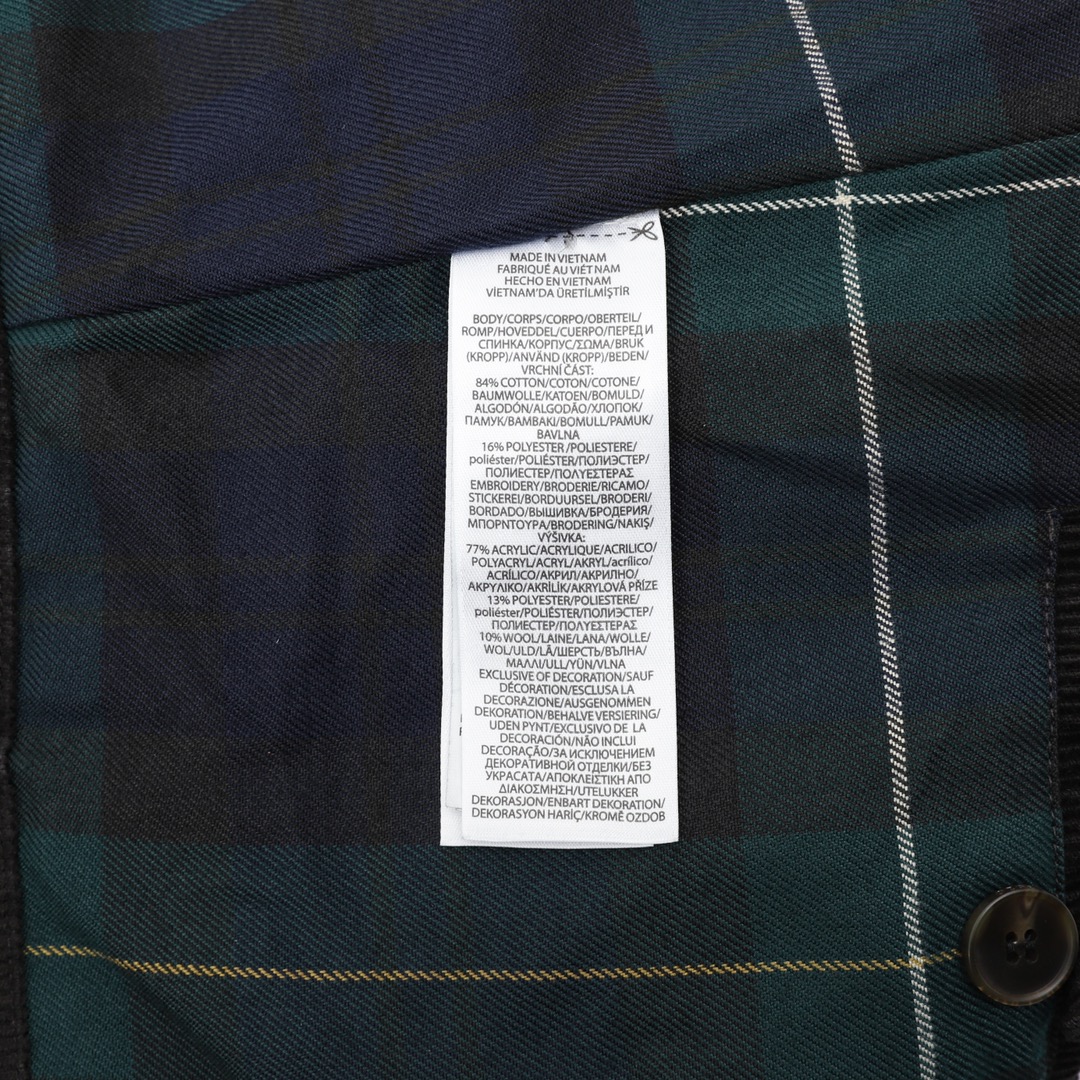 MADE IN VIETNAM
FABRIQUÉ AU VIÉT NAM
HECHO EN VIETNAM
VİETNAM'DA ÜRETİLMİŞTİR
BODY/CORPS/CORPO/OBERTEIL/
ROMP/HOVEDDEL/CUERPO/ПЕРЕД И
СПИНКА/КОРПУС/ΣΩΜΑ/BRUK
(KROPP)/ANVÄND (KROPP)/BEDEN/
VRCHNÍ ČÁST:
84% COTTON/COTON/COTONE/
BAUMWOLLE/KATOEN/BOMULD/
ALGODÓN/ALGODÃO/ХЛОПОК/
ПАМУК/ΒΑΜΒΑΚΙ/BOMULL/PAMUK/
BAVLNA
16% POLYESTER /POLIESTERE/
poliéster/POLIÉSTER/ПОЛИЭСТЕР/
ПОЛИЕСТЕР/ΠΟΛΥΕΣΤΕΡΑΣ
EMBROIDERY/BRODERIE/RICAMO/
STICKEREI/BORDUURSEL/BRODERI/
BORDADO/ВЫШИВКА/БРОДЕРИЯ/
ΜΠΟΡΝΤΟΥΡΑ/BRODERING/NAKIŞ/
VÝŠIVKA:
77% ACRYLIC/ACRYLIQUE/ACRILICO/
POLYACRYL/ACRYL/AKRYL/acrílico/
ACRÍLICO/АКРИЛ/АКРИЛНО/
ΑΚΡΥΛΙΚΟ/AKRİLİK/AKRYLOVÁ PŘÍZE
13% POLYESTER/POLIESTERE/
poliéster/POLIÉSTER/ПОЛИЭСТЕР/
ПОЛИЕСТЕР/ΠΟΛΥΕΣΤΕΡΑΣ
10% WOOL/LAINE/LANA/WOLLE/
WOL/ULD/LÃ/ШЕРСТЬ/ВЪЛНА/
ΜΑΛΛΙ/ULL/YÜN/VLNA
EXCLUSIVE OF DECORATION/SAUF
DÉCORATION/ESCLUSA LA
DECORAZIONE/AUSGENOMMEN
DEKORATION/BEHALVE VERSIERING/
UDEN PYNT/EXCLUSIVO DE LA
DECORACIÓN/NÃO INCLUI
DECORAÇÃO/ЗА ИСКЛЮЧЕНИЕМ
ДЕКОРАТИВНОЙ ОТДЕЛКИ/БЕЗ
УКРАСАТА/ΑΠΟΚΛΕΙΣΤΙΚΗ ΑΠΟ
ΔΙΑΚΟΣΜΗΣΗ/UTELUKKER
DEKORASJON/ENBART DEKORATION/
DEKORASYON HARİÇ/KROMĚ OZDOB